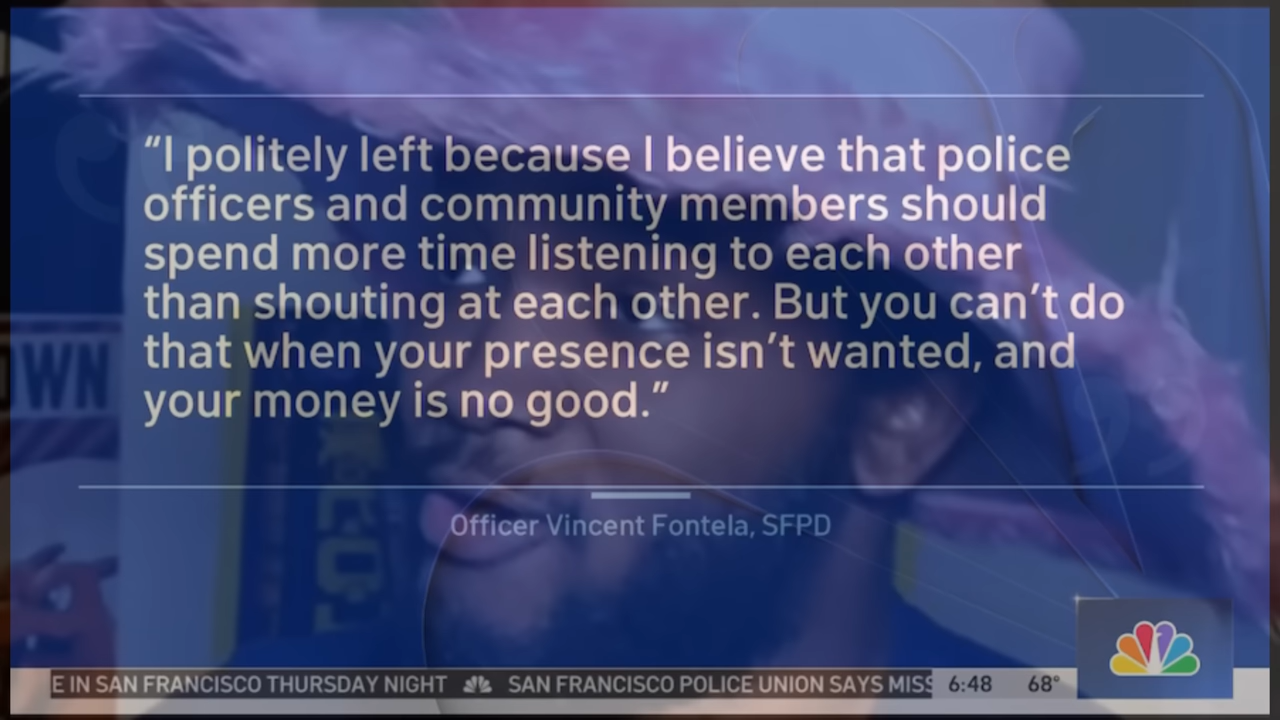 “I politely left because I believe that police
officers and community members should
spend more time listening to each other
than shouting at each other. But you can’t do
that when your presence isn’t wanted, and
your money is no good.”
Officer Vincent Fontela, SFPD
OWN
E IN SAN FRANCISCO THURSDAY NIGHT SAN FRANCISCO POLICE UNION SAYS MISS
6:48 68°